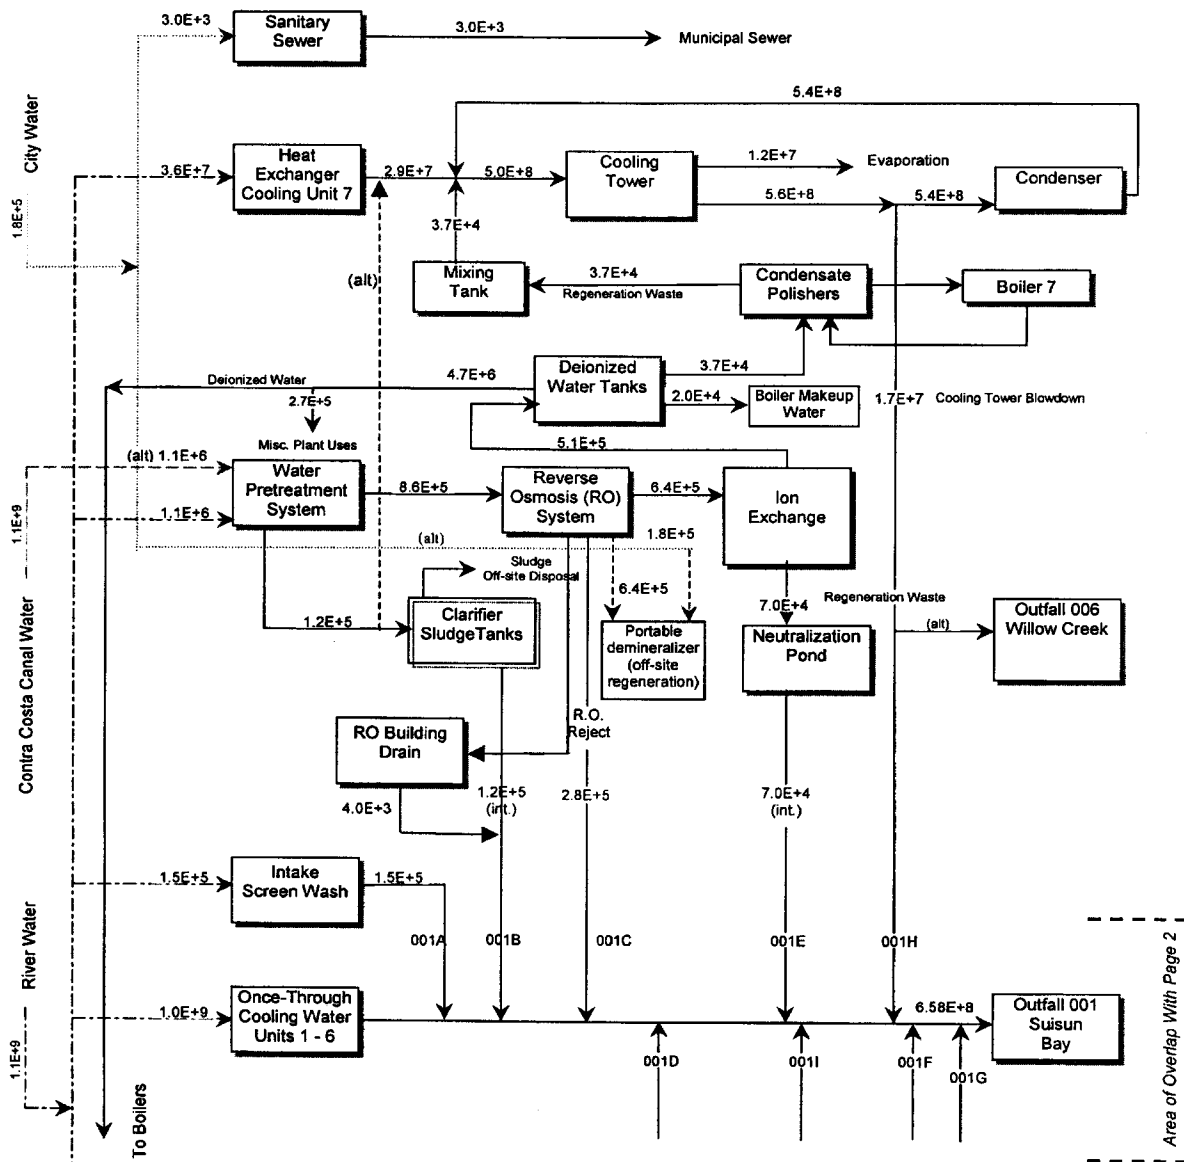 3.0E+3
Sanitary
Sewer
3.0E+3
Municipal Sewer
5.4E+8
City Water
1.8E+5
3.6E+7
Heat
Exchanger
Cooling Unit 7
2.9E+7
5.0E+8
Cooling
Tower
1.2E+7
Evaporation
5.6E+8
5.4E+8
Condenser
3.7E+4
(alt)
Mixing
Tank
3.7E+4
Regeneration Waste
Condensate
Polishers
Boiler 7
Deionized Water
4.7E+6
Deionized
Water Tanks
3.7E+4
2.0E+4
Boiler Makeup
Water
1.7E+7
Cooling Tower Blowdown
2.7E+5
Misc. Plant Uses
5.1E+5
(alt) 1.1E+6
1.1E+6
Water
Pretreatment
System
8.6E+5
Reverse
Osmosis (RO)
System
6.4E+5
Ion
Exchange
1.1E+9
Contra Costa Canal Water
(alt)
1.8E+5
Sludge
Off-site Disposal
6.4E+5
1.2E+5
Clarifier
Sludge Tanks
Portable
demineralizer
(off-site
regeneration)
7.0E+4
Regeneration Waste
Neutralization
Pond
(alt)
Outfall 006
Willow Creek
R.O.
Reject
RO Building
Drain
4.0E+3
1.2E+5
(int.)
2.8E+5
7.0E+4
(int.)
1.5E+5
Intake
Screen Wash
1.5E+5
001A
001B
001C
001E
001H
River Water
1.1E+9
1.0E+9
Once-Through
Cooling Water
Units 1 - 6
6.58E+8
Outfall 001
Suisun
Bay
001D
001I
001F
001G
To Boilers
Area of Overlap With Page 2